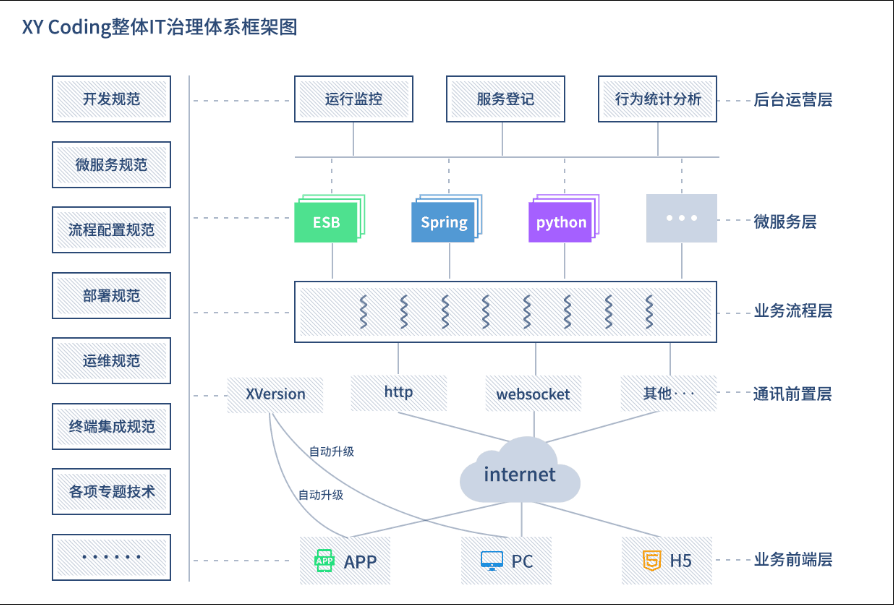 XY Coding整体IT治理体系框架图
开发规范
微服务规范
流程配置规范
部署规范
运维规范
终端集成规范
各项专题技术
······
运行监控
服务登记
行为统计分析
后台运营层
ESB
Spring
python
···
微服务层
业务流程层
XVersion
http
websocket
其他···
通讯前置层
自动升级
自动升级
internet
APP
APP
PC
5
H5
业务前端层